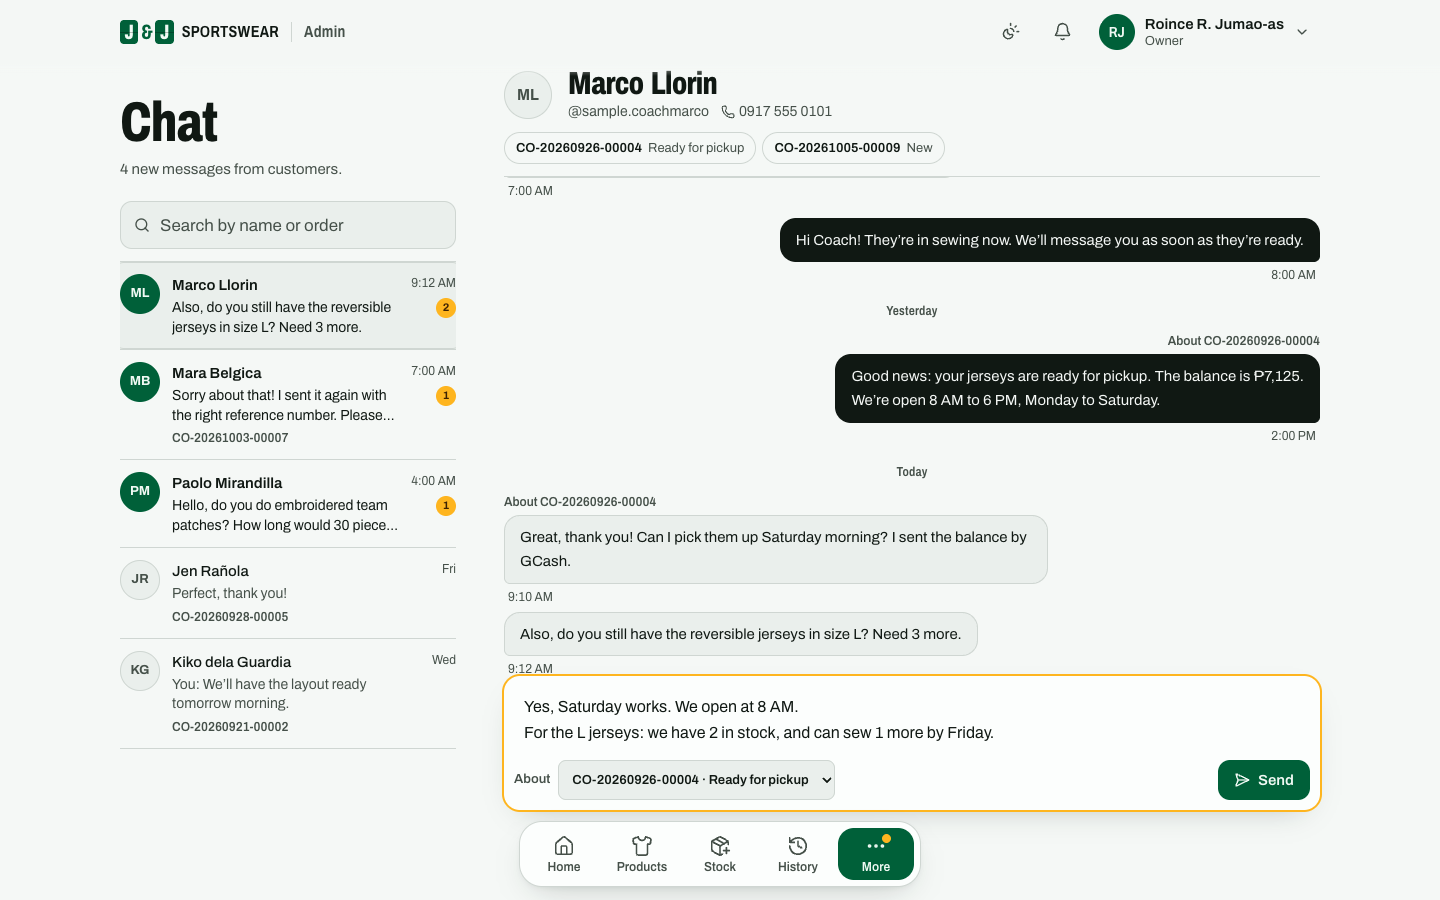 J & J SPORTSWEAR Admin
RJ
Roince R. Jumao-as
Owner
Chat
4 new messages from customers.
Search by name or order
ML
Marco Llorin
9:12 AM
Also, do you still have the reversible
jerseys in size L? Need 3 more.
2
MB
Mara Belgica
7:00 AM
Sorry about that! I sent it again with
the right reference number. Please...
1
CO-20261003-00007
PM
Paolo Mirandilla
4:00 AM
Hello, do you do embroidered team
patches? How long would 30 piece...
1
JR
Jen Rañola
Fri
Perfect, thank you!
CO-20260928-00005
KG
Kiko dela Guardia
Wed
You: We’ll have the layout ready
tomorrow morning.
CO-20260921-00002
ML
Marco Llorin
@sample.coachmarco 0917 555 0101
CO-20260926-00004 Ready for pickup
CO-20261005-00009 New
7:00 AM
Hi Coach! They’re in sewing now. We’ll message you as soon as they’re ready.
8:00 AM
Yesterday
About CO-20260926-00004
Good news: your jerseys are ready for pickup. The balance is ₱7,125.
We’re open 8 AM to 6 PM, Monday to Saturday.
2:00 PM
Today
About CO-20260926-00004
Great, thank you! Can I pick them up Saturday morning? I sent the balance by
GCash.
9:10 AM
Also, do you still have the reversible jerseys in size L? Need 3 more.
9:12 AM
Yes, Saturday works. We open at 8 AM.
For the L jerseys: we have 2 in stock, and can sew 1 more by Friday.
About
CO-20260926-00004 · Ready for pickup
Send
Home
Products
Stock
History
More